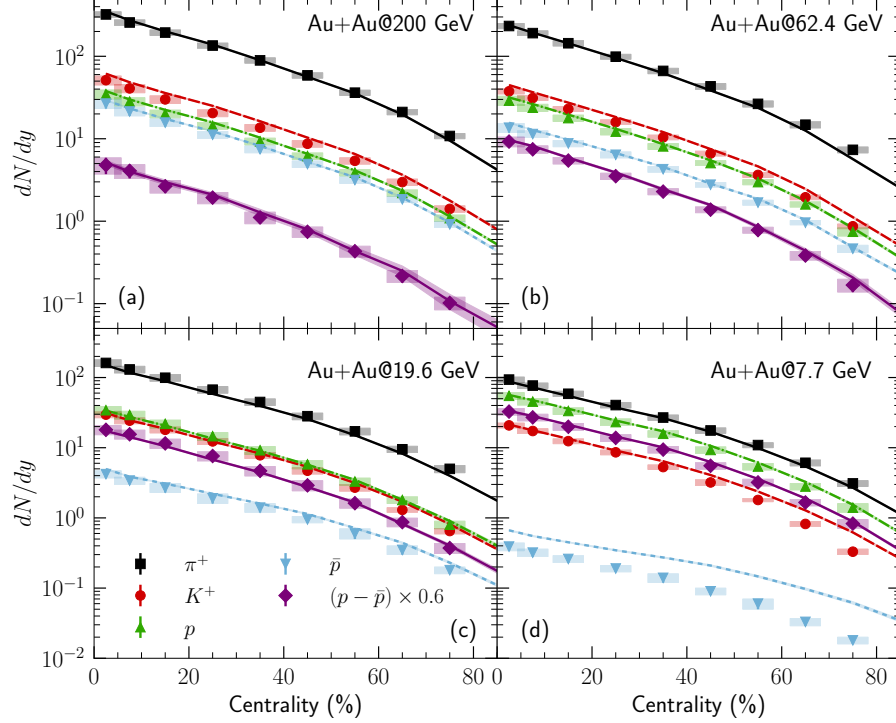 Au+Au@200 GeV
Au+Au@62.4 GeV
dN/dy
10²
10¹
10⁰
10⁻¹
(a)
(b)
Au+Au@19.6 GeV
Au+Au@7.7 GeV
dN/dy
10²
10¹
10⁰
10⁻¹
10⁻²
π⁺
K⁺
p
p̄
(p − p̄) × 0.6
(c)
(d)
0 20 40 60 80 0 20 40 60 80
Centrality (%) Centrality (%)